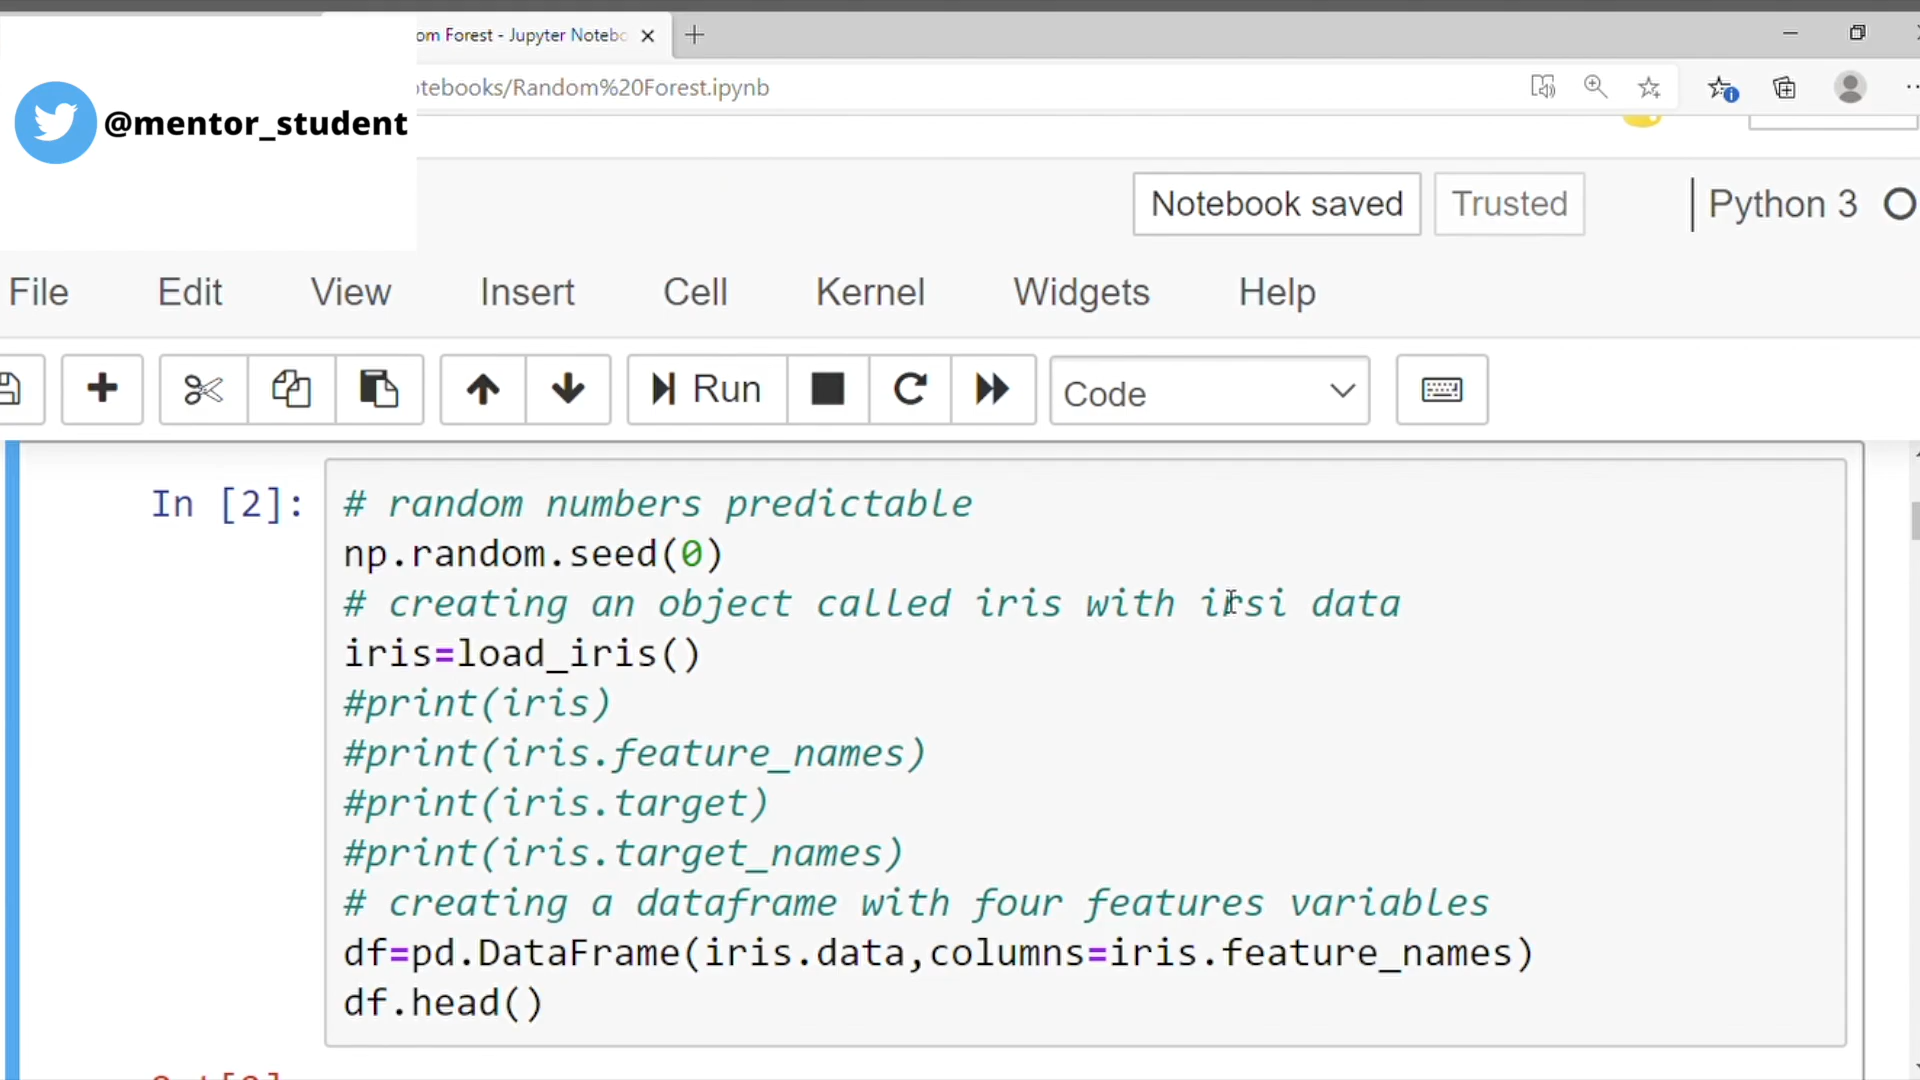 om Forest - Jupyter Notebo
otebooks/Random%20Forest.ipynb
@mentor_student
Notebook saved
Trusted
Python 3
File Edit View Insert Cell Kernel Widgets Help
Run
Code
In [2]:
# random numbers predictable
np.random.seed(0)
# creating an object called iris with irsi data
iris=load_iris()
#print(iris)
#print(iris.feature_names)
#print(iris.target)
#print(iris.target_names)
# creating a dataframe with four features variables
df=pd.DataFrame(iris.data,columns=iris.feature_names)
df.head()